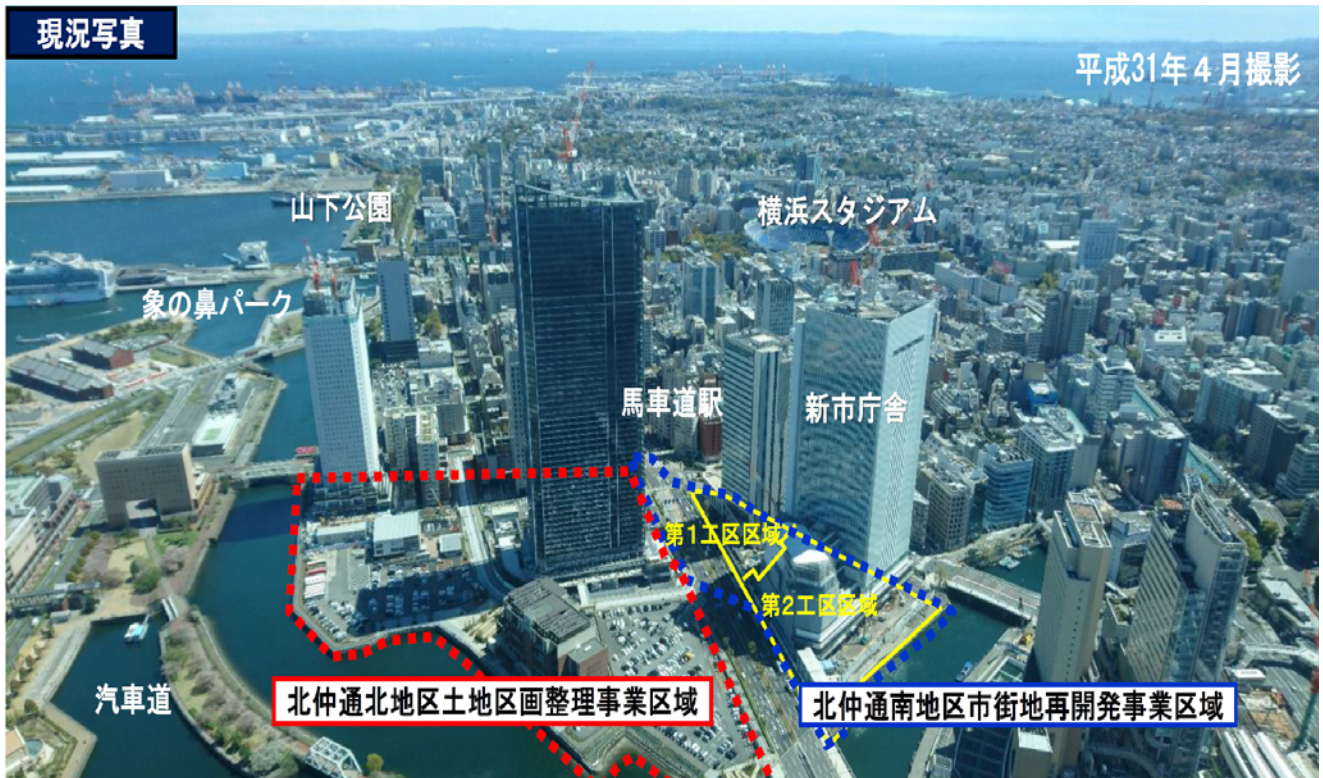 現況写真
平成31年４月撮影
山下公園
横浜スタジアム
象の鼻パーク
馬車道駅
新市庁舎
第1工区区域
第2工区区域
汽車道
北仲通北地区土地区画整理事業区域
北仲通南地区市街地再開発事業区域